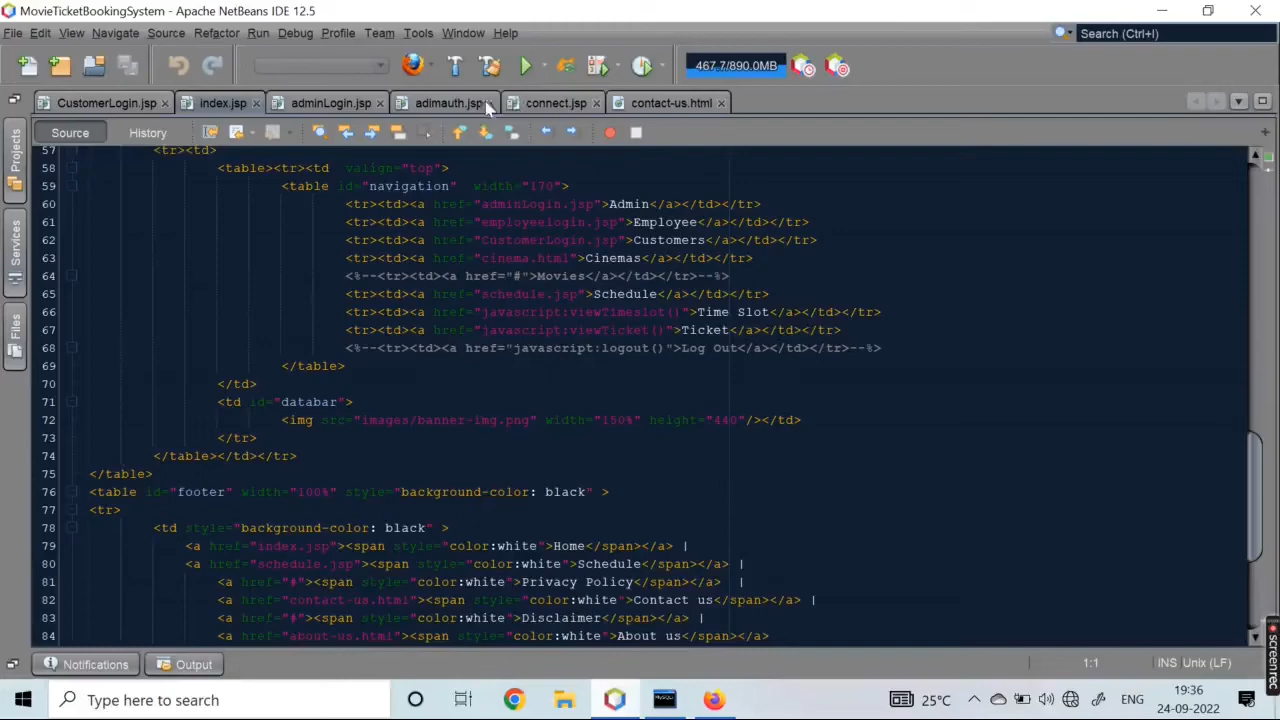 MovieTicketBookingSystem - Apache NetBeans IDE 12.5
File Edit View Navigate Source Refactor Run Debug Profile Team Tools Window Help
Search (Ctrl+I)
467.7/890.0MB
CustomerLogin.jsp index.jsp adminLogin.jsp adimauth.jsp connect.jsp contact-us.html
Source History
Projects
Services
Files
57 <tr><td>
58 <table><tr><td valign="top">
59 <table id="navigation" width="170">
60 <tr><td><a href="adminLogin.jsp">Admin</a></td></tr>
61 <tr><td><a href="employeelogin.jsp">Employee</a></td></tr>
62 <tr><td><a href="CustomerLogin.jsp">Customers</a></td></tr>
63 <tr><td><a href="cinema.html">Cinemas</a></td></tr>
64 <%--<tr><td><a href="#">Movies</a></td></tr>--%>
65 <tr><td><a href="schedule.jsp">Schedule</a></td></tr>
66 <tr><td><a href="javascript:viewTimeslot()">Time Slot</a></td></tr>
67 <tr><td><a href="javascript:viewTicket()">Ticket</a></td></tr>
68 <%--<tr><td><a href="javascript:logout()">Log Out</a></td></tr>--%>
69 </table>
70 </td>
71 <td id="databar">
72 <img src="images/banner-img.png" width="150%" height="440"/></td>
73 </tr>
74 </table></td></tr>
75 </table>
76 <table id="footer" width="100%" style="background-color: black" >
77 <tr>
78 <td style="background-color: black" >
79 <a href="index.jsp"><span style="color:white">Home</span></a> |
80 <a href="schedule.jsp"><span style="color:white">Schedule</span></a> |
81 <a href="#"><span style="color:white">Privacy Policy</span></a> |
82 <a href="contact-us.html"><span style="color:white">Contact us</span></a> |
83 <a href="#"><span style="color:white">Disclaimer</span></a> |
84 <a href="about-us.html"><span style="color:white">About us</span></a>
screenrec
Notifications Output
1:1 INS Unix (LF)
Type here to search
25°C ENG
19:36
24-09-2022